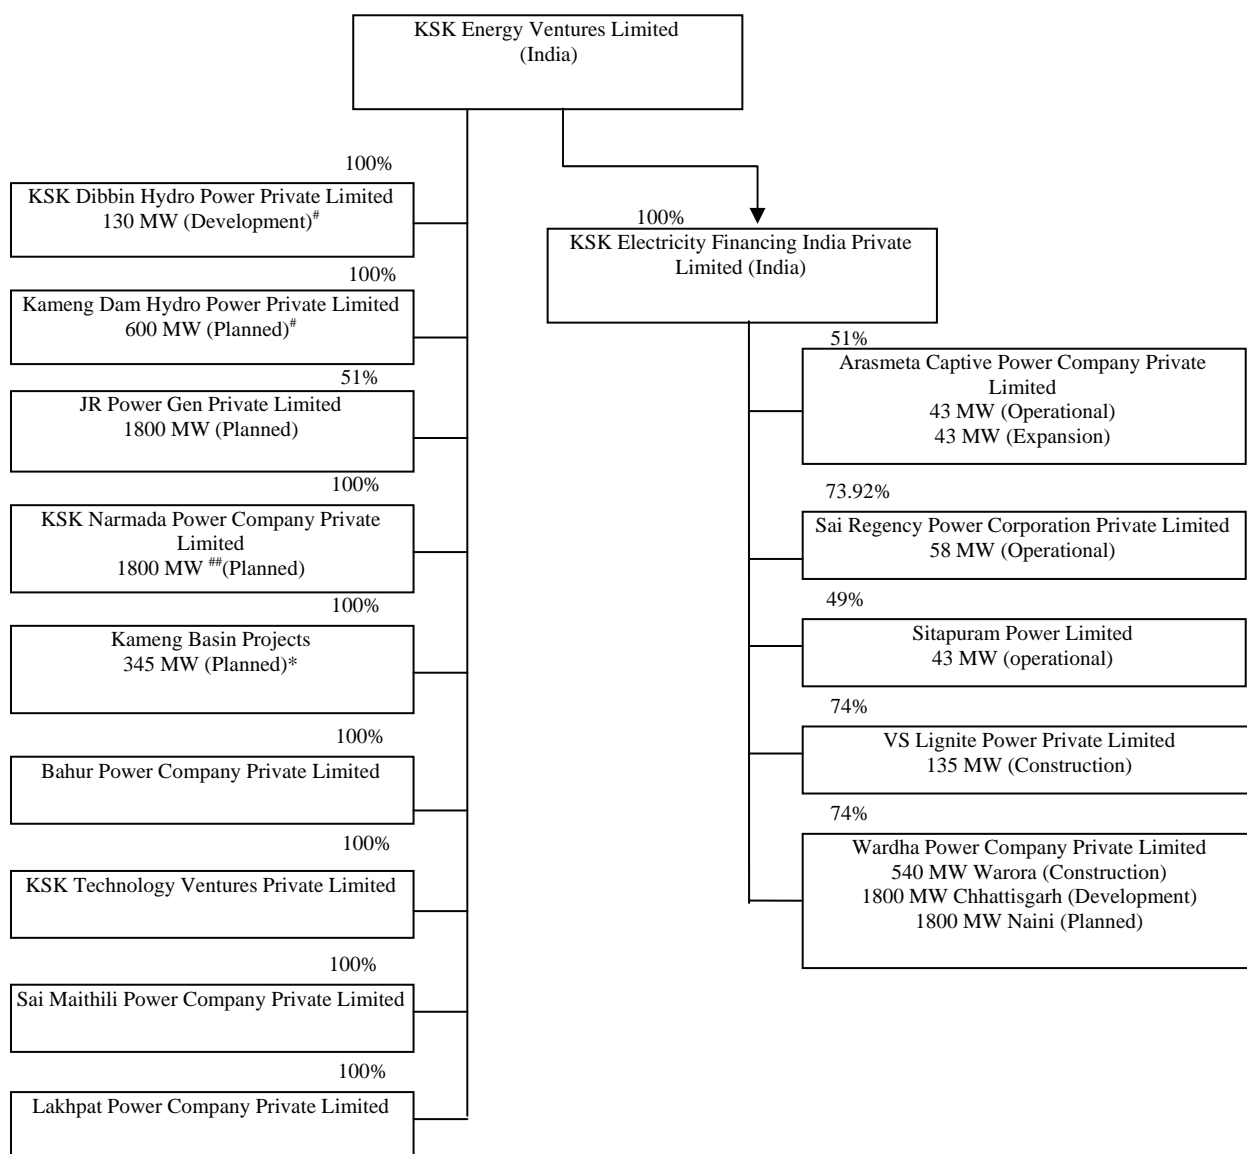 KSK Energy Ventures Limited
(India)
100%
KSK Dibbin Hydro Power Private Limited
130 MW (Development)#
100%
Kameng Dam Hydro Power Private Limited
600 MW (Planned)#
51%
JR Power Gen Private Limited
1800 MW (Planned)
100%
KSK Narmada Power Company Private
Limited
1800 MW ##(Planned)
100%
Kameng Basin Projects
345 MW (Planned)*
100%
Bahur Power Company Private Limited
100%
KSK Technology Ventures Private Limited
100%
Sai Maithili Power Company Private Limited
100%
Lakhpat Power Company Private Limited
100%
KSK Electricity Financing India Private
Limited (India)
51%
Arasmeta Captive Power Company Private
Limited
43 MW (Operational)
43 MW (Expansion)
73.92%
Sai Regency Power Corporation Private Limited
58 MW (Operational)
49%
Sitapuram Power Limited
43 MW (operational)
74%
VS Lignite Power Private Limited
135 MW (Construction)
74%
Wardha Power Company Private Limited
540 MW Warora (Construction)
1800 MW Chhattisgarh (Development)
1800 MW Naini (Planned)